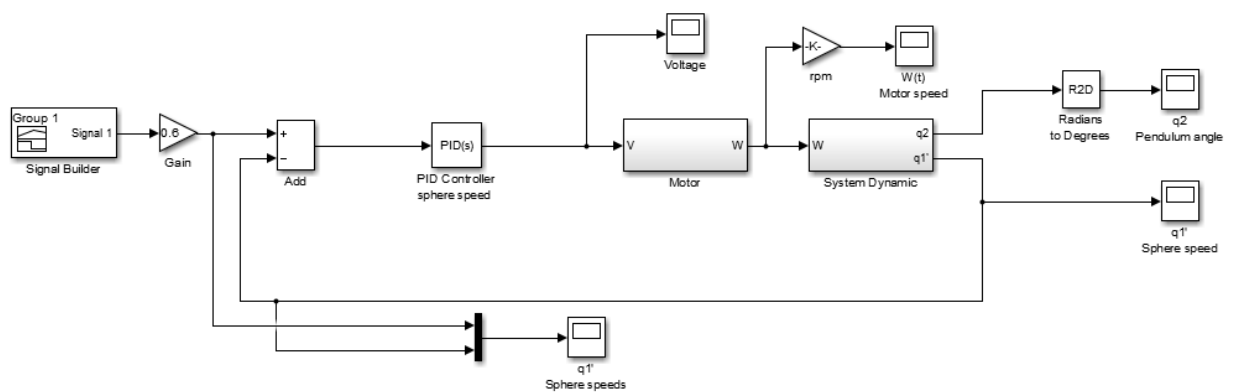 Voltage
-K-
rpm
W(t)
Motor speed
Group 1
Signal 1
Signal Builder
0.6
Gain
+
−
Add
PID(s)
PID Controller
sphere speed
V
W
Motor
W
q2
q1'
System Dynamic
R2D
Radians
to Degrees
q2
Pendulum angle
q1'
Sphere speed
q1'
Sphere speeds